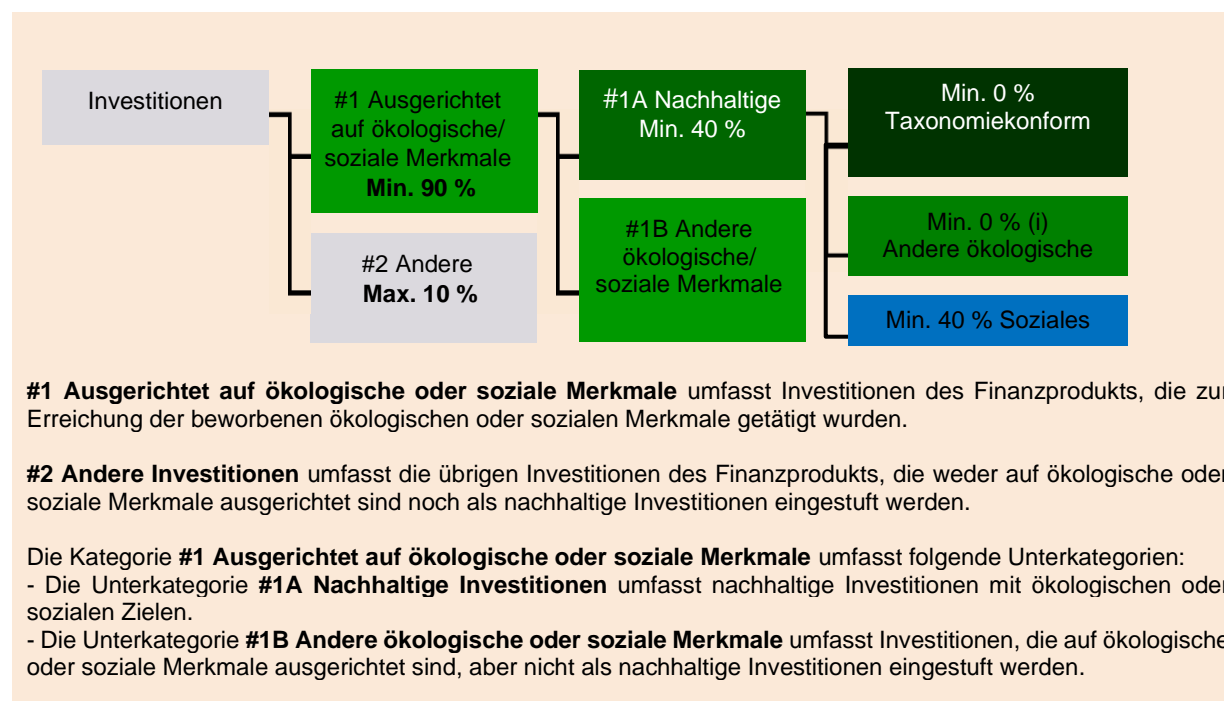 Investitionen
#1 Ausgerichtet
auf ökologische/
soziale Merkmale
Min. 90 %
#2 Andere
Max. 10 %
#1A Nachhaltige
Min. 40 %
#1B Andere
ökologische/
soziale Merkmale
Min. 0 %
Taxonomiekonform
Min. 0 % (i)
Andere ökologische
Min. 40 % Soziales
#1 Ausgerichtet auf ökologische oder soziale Merkmale umfasst Investitionen des Finanzprodukts, die zur
Erreichung der beworbenen ökologischen oder sozialen Merkmale getätigt wurden.
#2 Andere Investitionen umfasst die übrigen Investitionen des Finanzprodukts, die weder auf ökologische oder
soziale Merkmale ausgerichtet sind noch als nachhaltige Investitionen eingestuft werden.
Die Kategorie #1 Ausgerichtet auf ökologische oder soziale Merkmale umfasst folgende Unterkategorien:
- Die Unterkategorie #1A Nachhaltige Investitionen umfasst nachhaltige Investitionen mit ökologischen oder
sozialen Zielen.
- Die Unterkategorie #1B Andere ökologische oder soziale Merkmale umfasst Investitionen, die auf ökologische
oder soziale Merkmale ausgerichtet sind, aber nicht als nachhaltige Investitionen eingestuft werden.